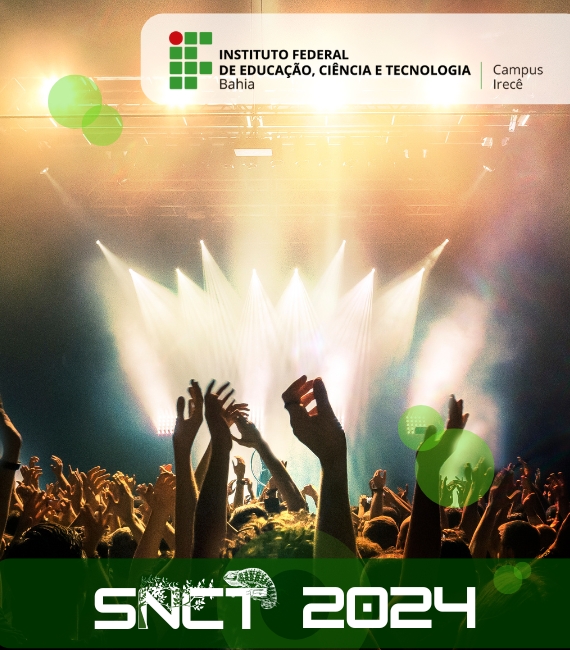 INSTITUTO FEDERAL
DE EDUCAÇÃO, CIÊNCIA E TECNOLOGIA
Bahia
Campus
Irecê
SNCT 2024